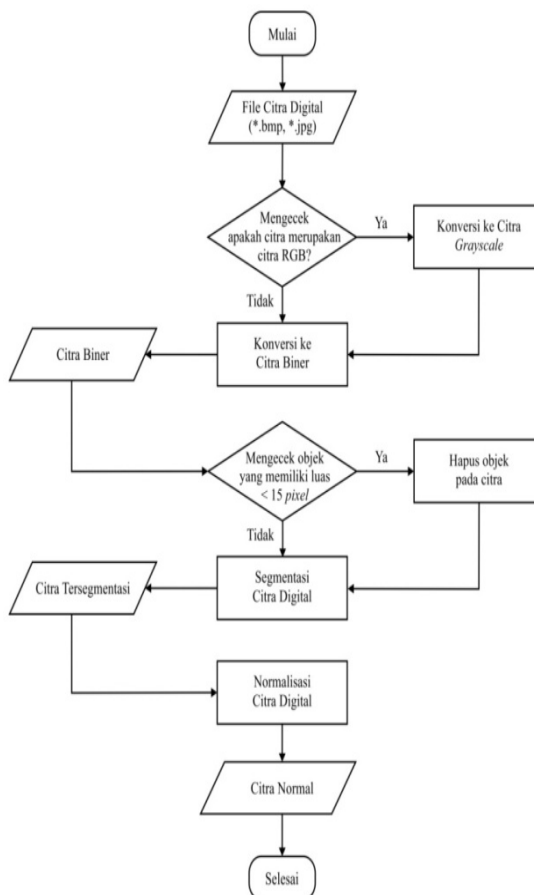 Mulai
File Citra Digital
(*.bmp, *.jpg)
Mengecek
apakah citra merupakan
citra RGB?
Ya
Konversi ke Citra
Grayscale
Tidak
Konversi ke
Citra Biner
Citra Biner
Mengecek objek
yang memiliki luas
< 15 pixel
Ya
Hapus objek
pada citra
Tidak
Segmentasi
Citra Digital
Citra Tersegmentasi
Normalisasi
Citra Digital
Citra Normal
Selesai